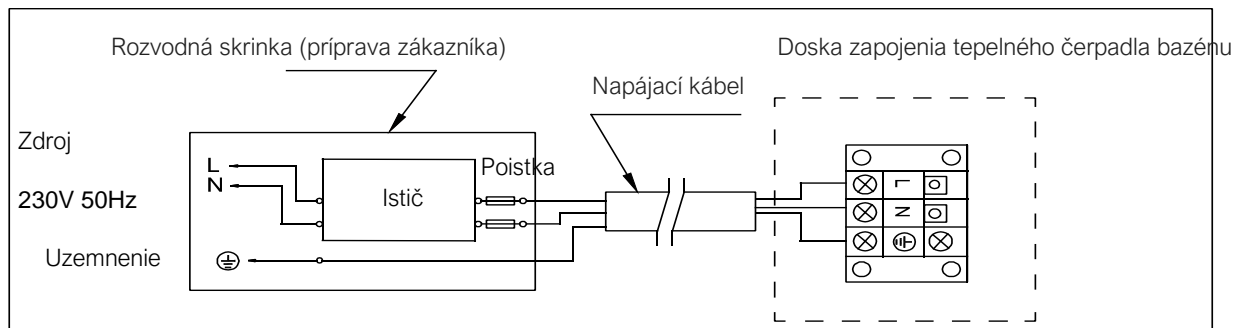 Rozvodná skrinka (príprava zákazníka)
Doska zapojenia tepelného čerpadla bazénu
Napájací kábel
Zdroj
L
N
Poistka
Istič
230V 50Hz
Uzemnenie
L
N